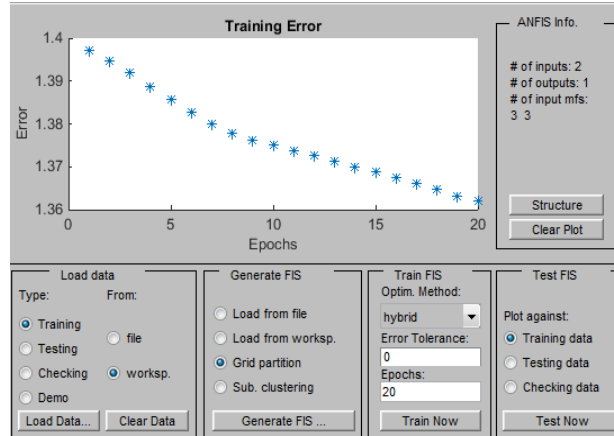 Training Error
1.4
1.39
1.38
1.37
1.36
Error
0
5
10
15
20
Epochs
ANFIS Info.
# of inputs: 2
# of outputs: 1
# of input mfs:
3 3
Structure
Clear Plot
Load data
Type:
From:
Training
Testing
Checking
Demo
file
worksp.
Load Data...
Clear Data
Generate FIS
Load from file
Load from worksp.
Grid partition
Sub. clustering
Generate FIS ...
Train FIS
Optim. Method:
hybrid
Error Tolerance:
0
Epochs:
20
Train Now
Test FIS
Plot against:
Training data
Testing data
Checking data
Test Now